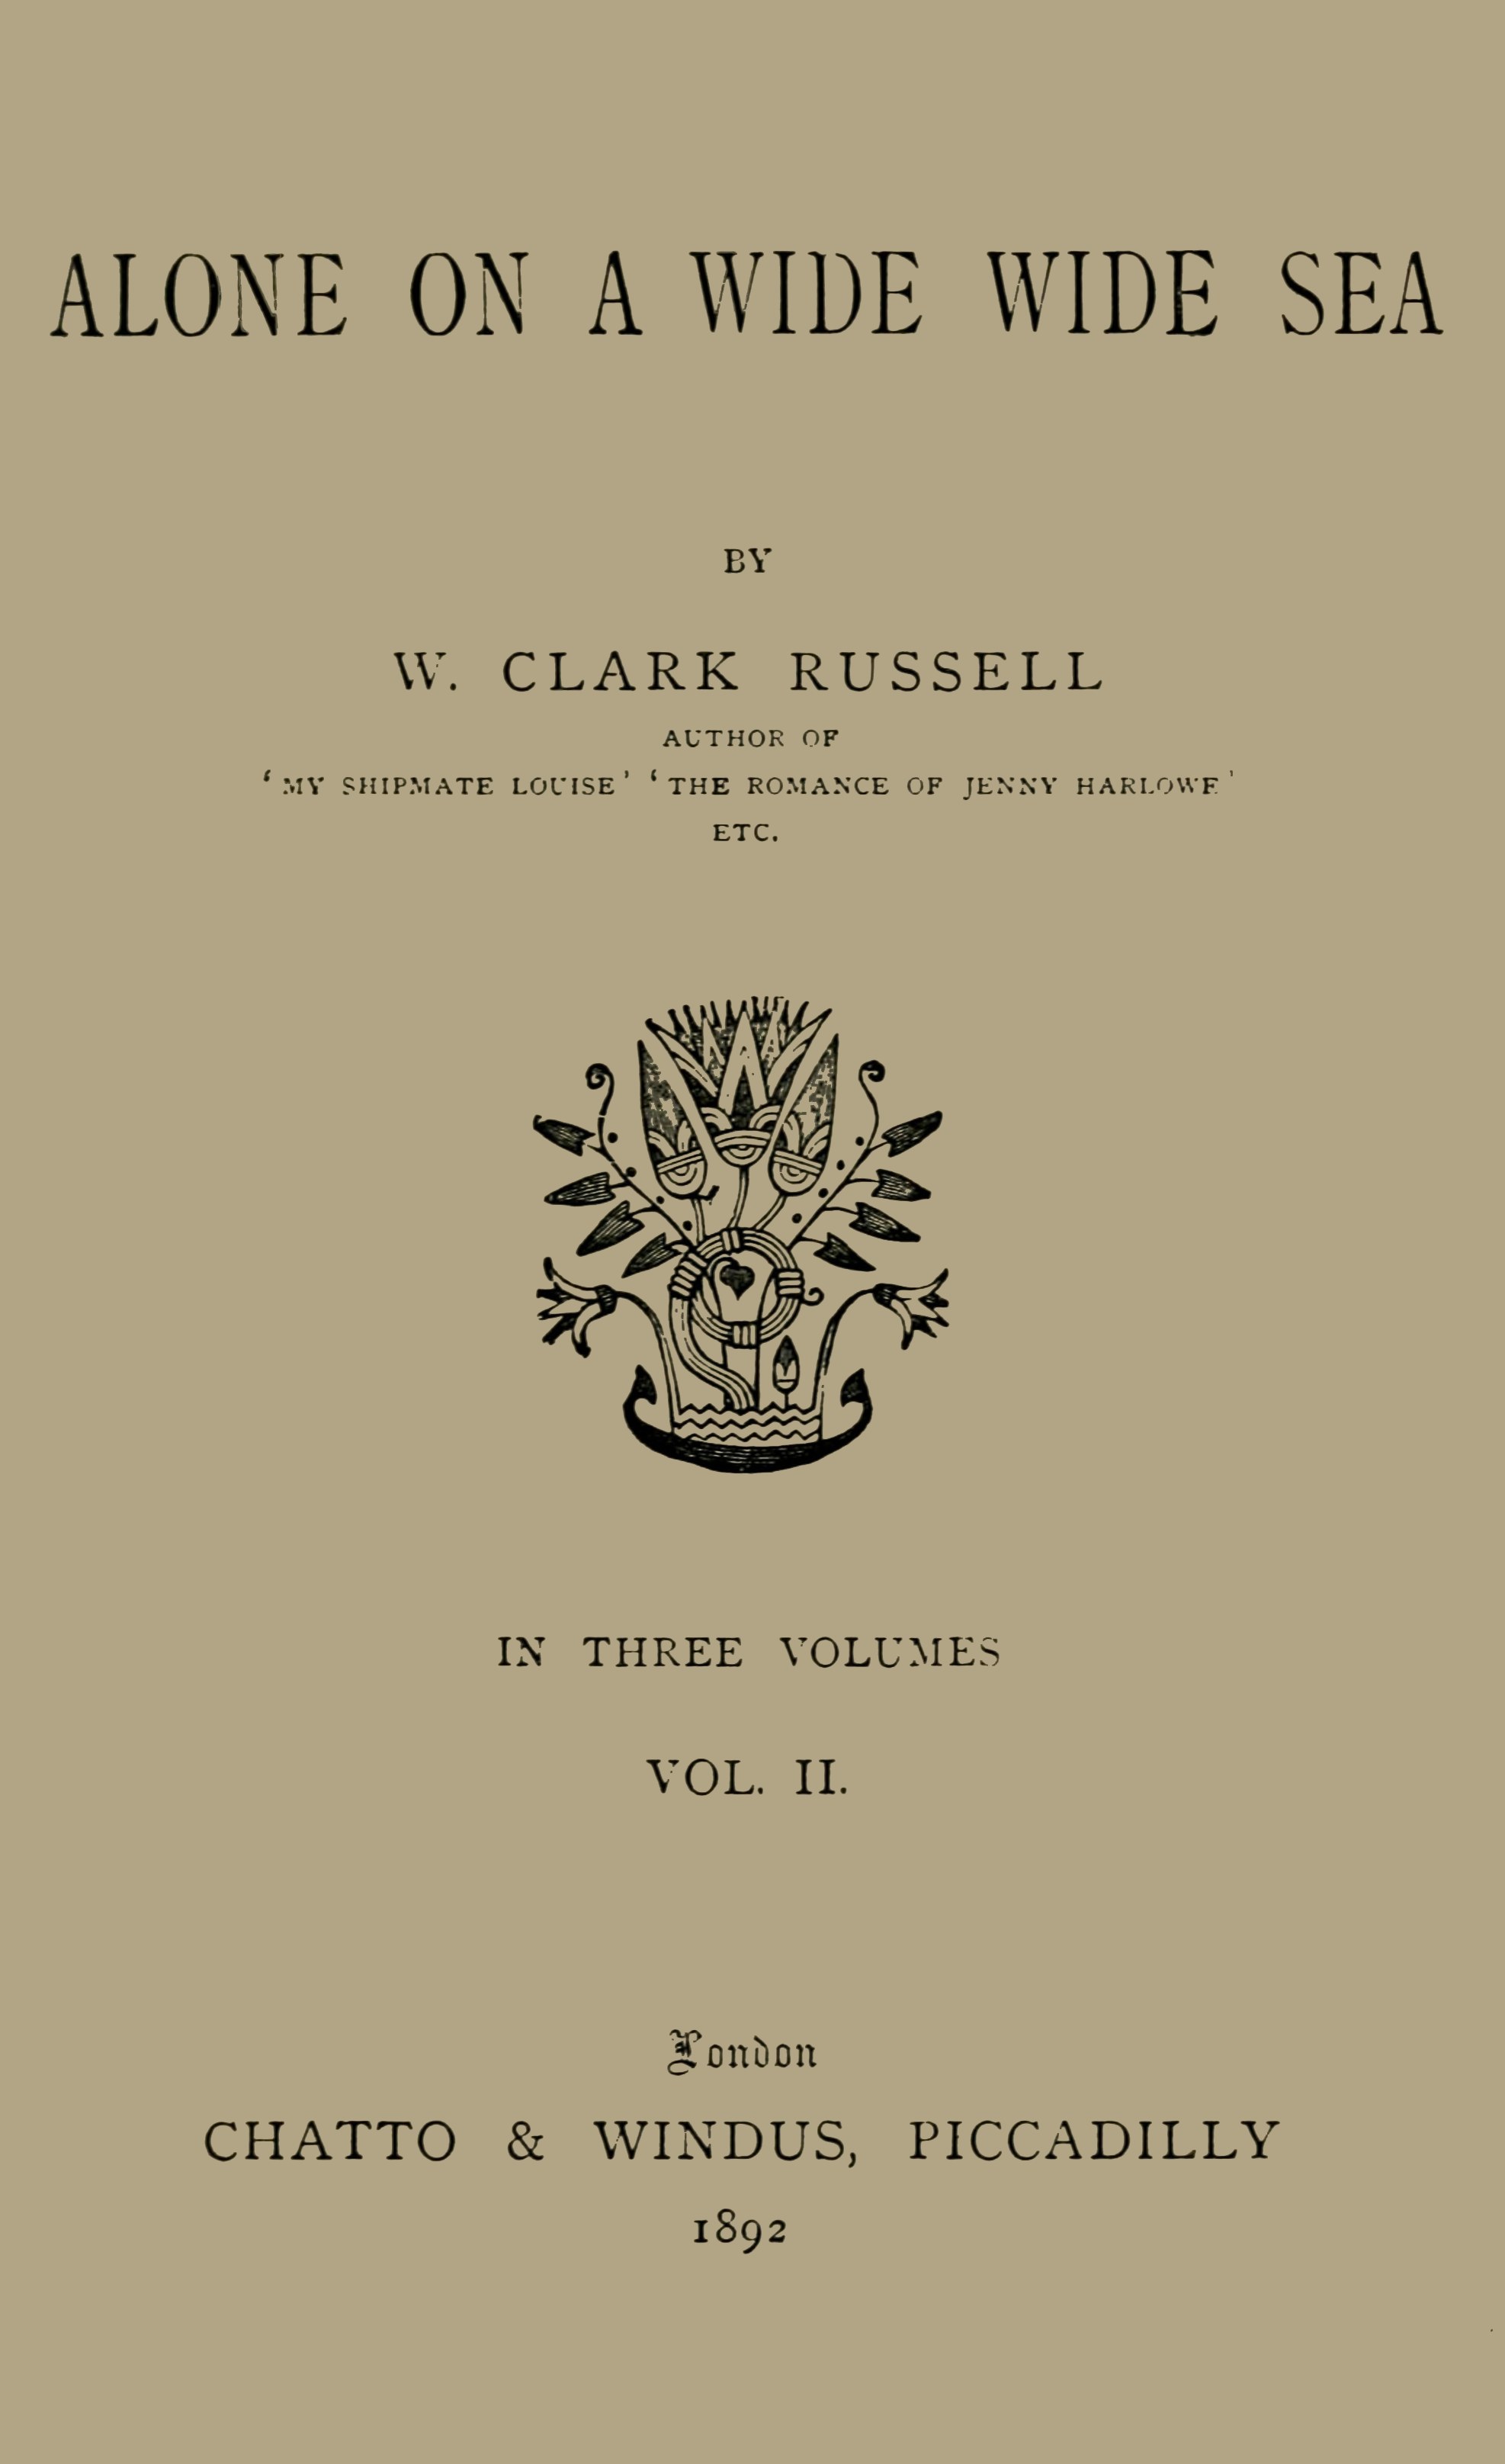 ALONE ON A WIDE WIDE SEA
BY
W. CLARK RUSSELL
AUTHOR OF
‘MY SHIPMATE LOUISE’ ‘THE ROMANCE OF JENNY HARLOWE’
ETC.
IN THREE VOLUMES
VOL. II.
London
CHATTO & WINDUS, PICCADILLY
1892